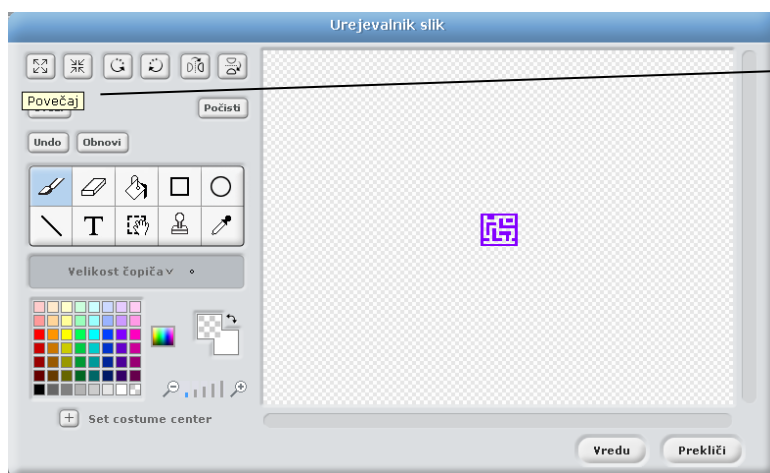 Urejevalnik slik
Povečaj
Počisti
Undo Obnovi
T
Velikost čopiča
Set costume center
Vredu Prekliči